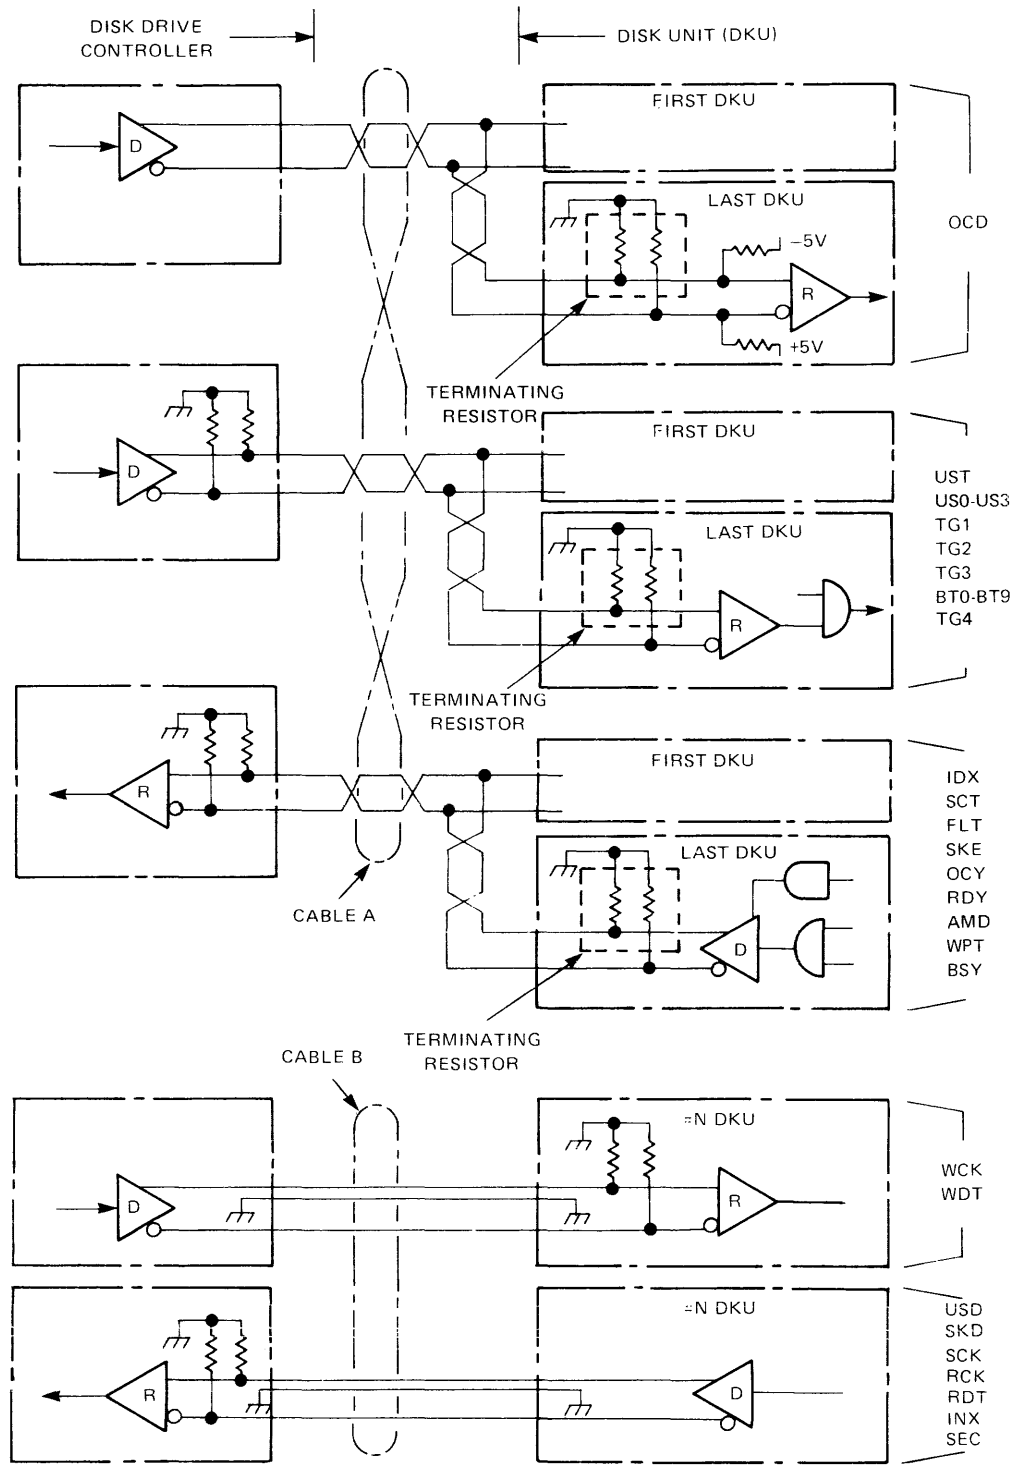 DISK DRIVE
CONTROLLER
DISK UNIT (DKU)
FIRST DKU
D
LAST DKU
−5V
R
+5V
OCD
TERMINATING
RESISTOR
FIRST DKU
D
LAST DKU
R
UST
US0-US3
TG1
TG2
TG3
BT0-BT9
TG4
TERMINATING
RESISTOR
FIRST DKU
R
LAST DKU
D
IDX
SCT
FLT
SKE
OCY
RDY
AMD
WPT
BSY
CABLE A
TERMINATING
RESISTOR
CABLE B
=N DKU
D
R
WCK
WDT
=N DKU
R
D
USD
SKD
SCK
RCK
RDT
INX
SEC